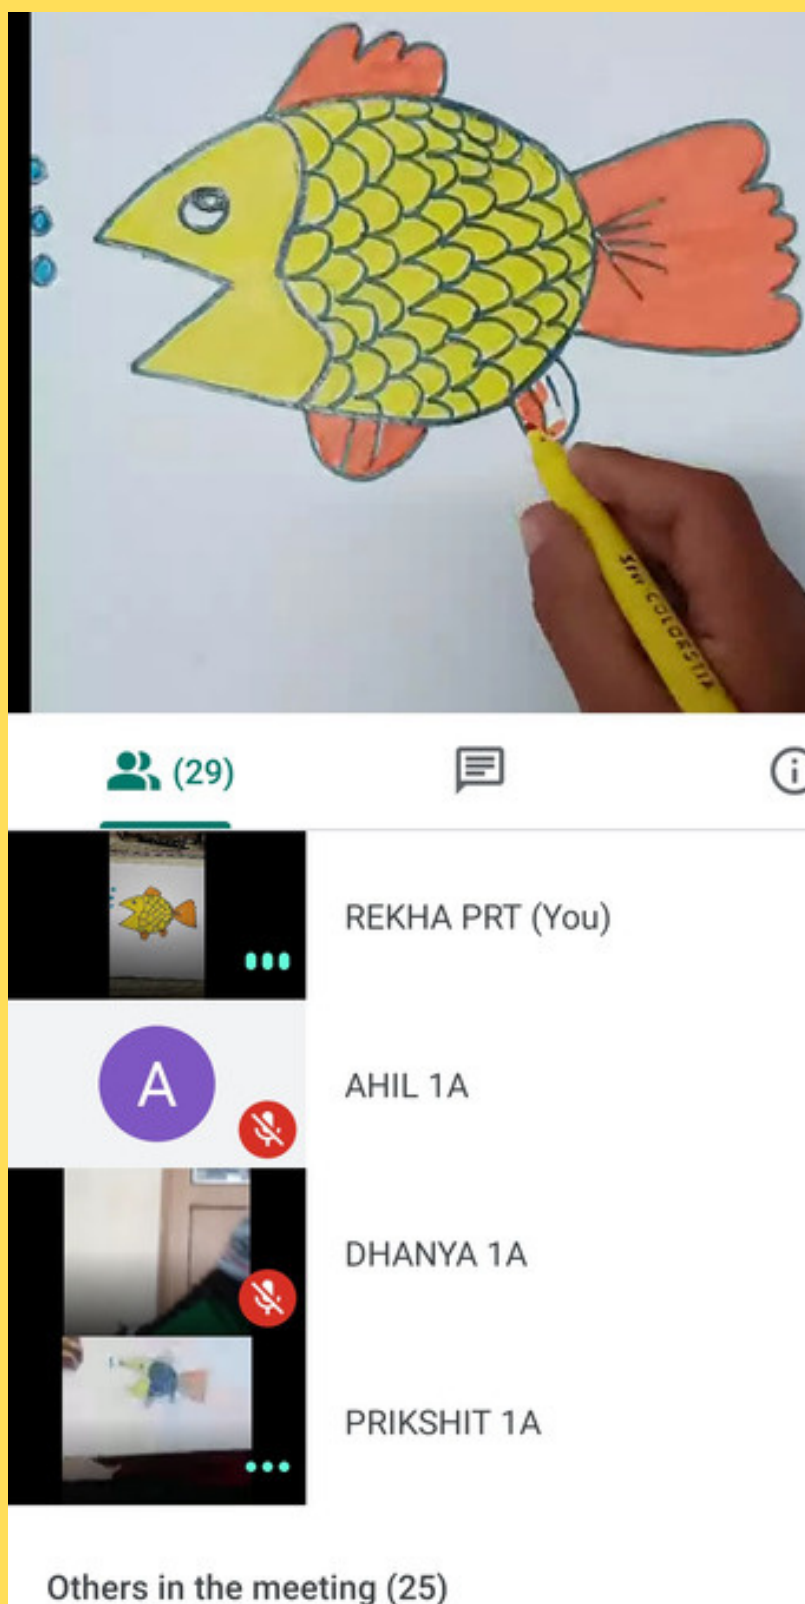 (29)
REKHA PRT (You)
A
AHIL 1A
DHANYA 1A
PRIKSHIT 1A
Others in the meeting (25)